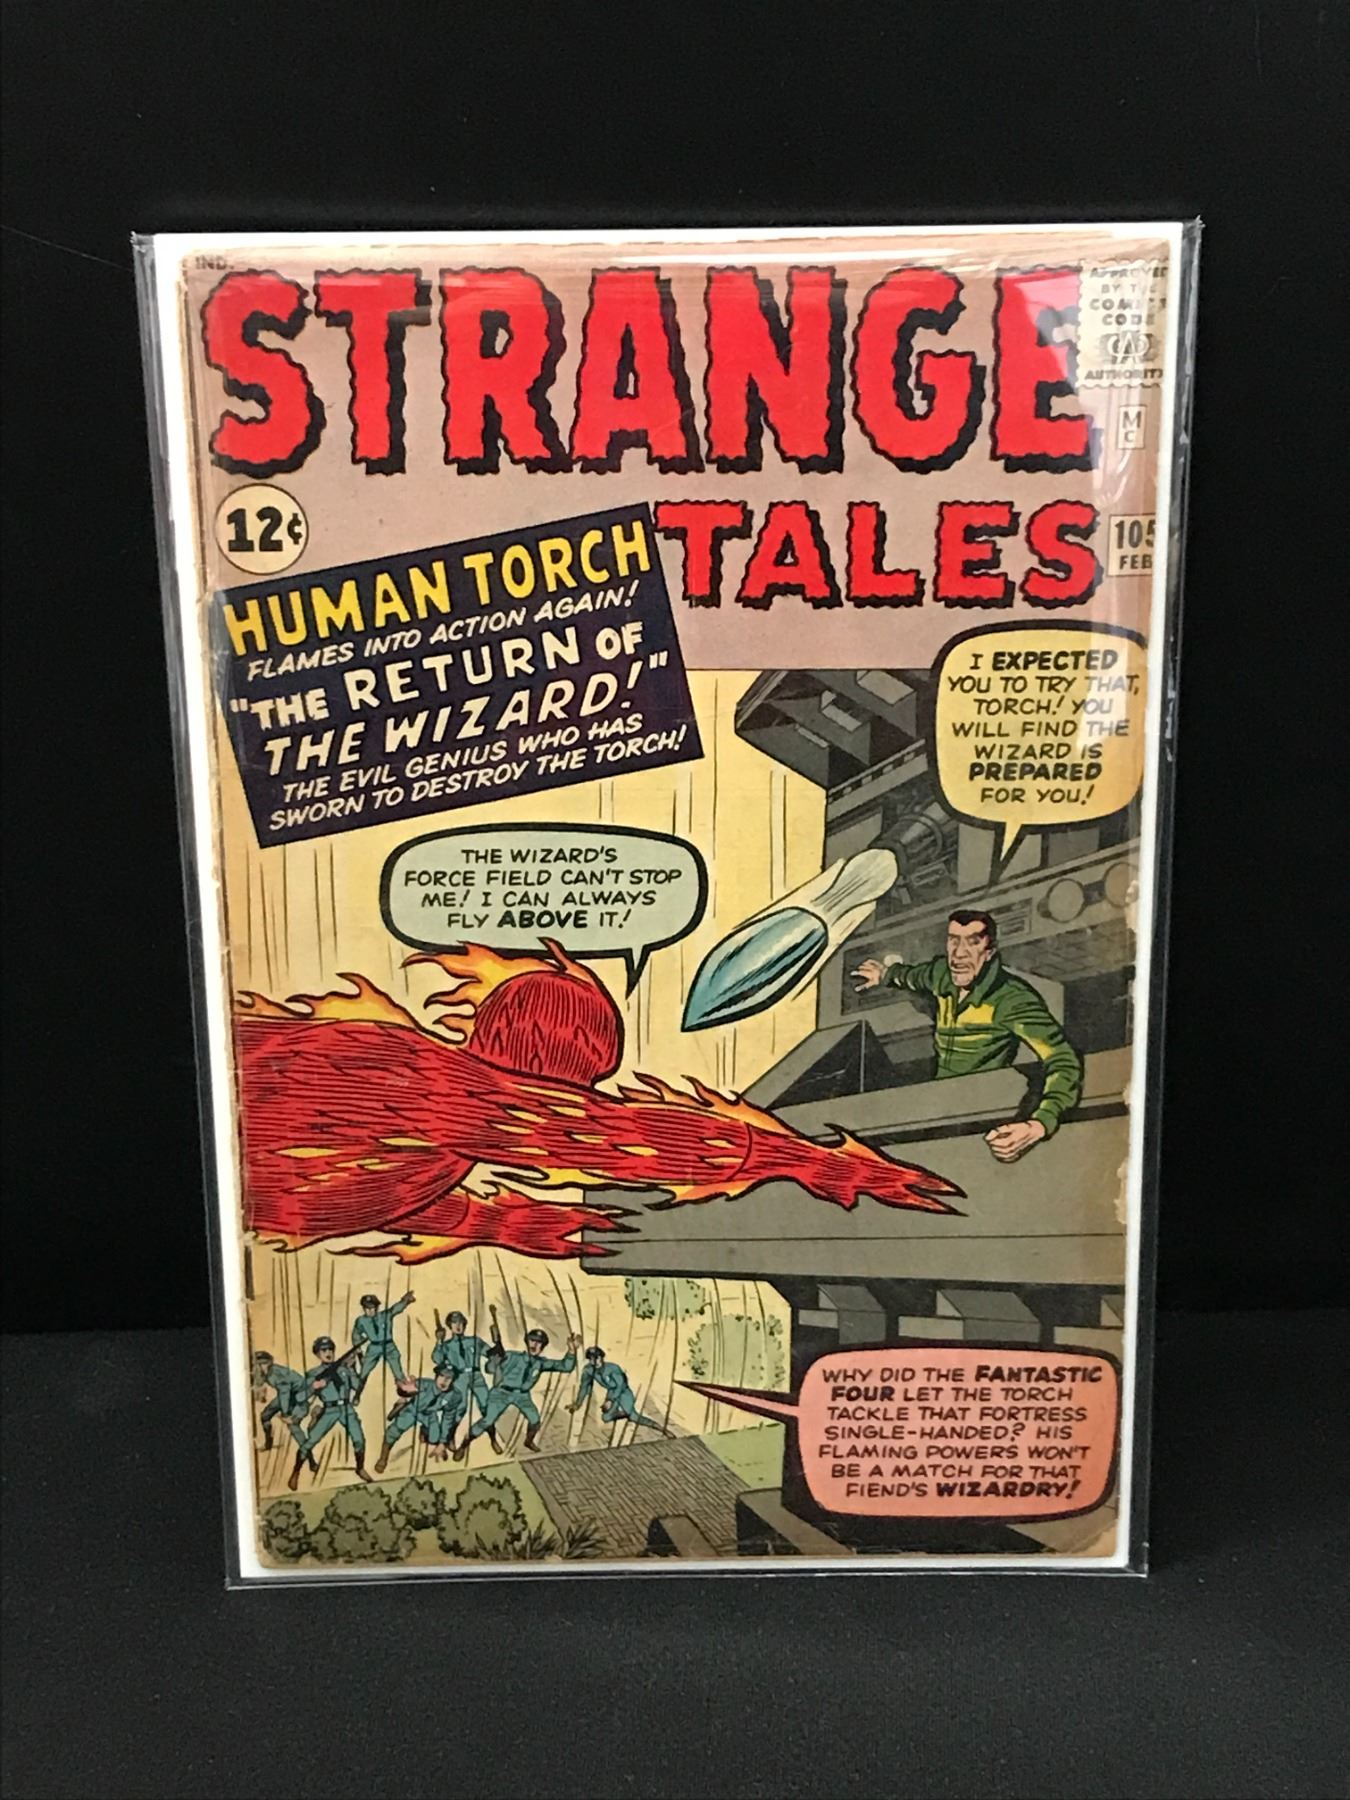 IND.
STRANGE
TALES
APPROVED
BY THE
COMICS
CODE
CA
AUTHORITY
M
C
12¢
105
FEB
HUMAN TORCH
FLAMES INTO ACTION AGAIN!
"THE RETURN OF
THE WIZARD!"
THE EVIL GENIUS WHO HAS
SWORN TO DESTROY THE TORCH!
I EXPECTED
YOU TO TRY THAT,
TORCH! YOU
WILL FIND THE
WIZARD IS
PREPARED
FOR YOU!
THE WIZARD'S
FORCE FIELD CAN'T STOP
ME! I CAN ALWAYS
FLY ABOVE IT!
WHY DID THE FANTASTIC
FOUR LET THE TORCH
TACKLE THAT FORTRESS
SINGLE-HANDED? HIS
FLAMING POWERS WON'T
BE A MATCH FOR THAT
FIEND'S WIZARDRY!